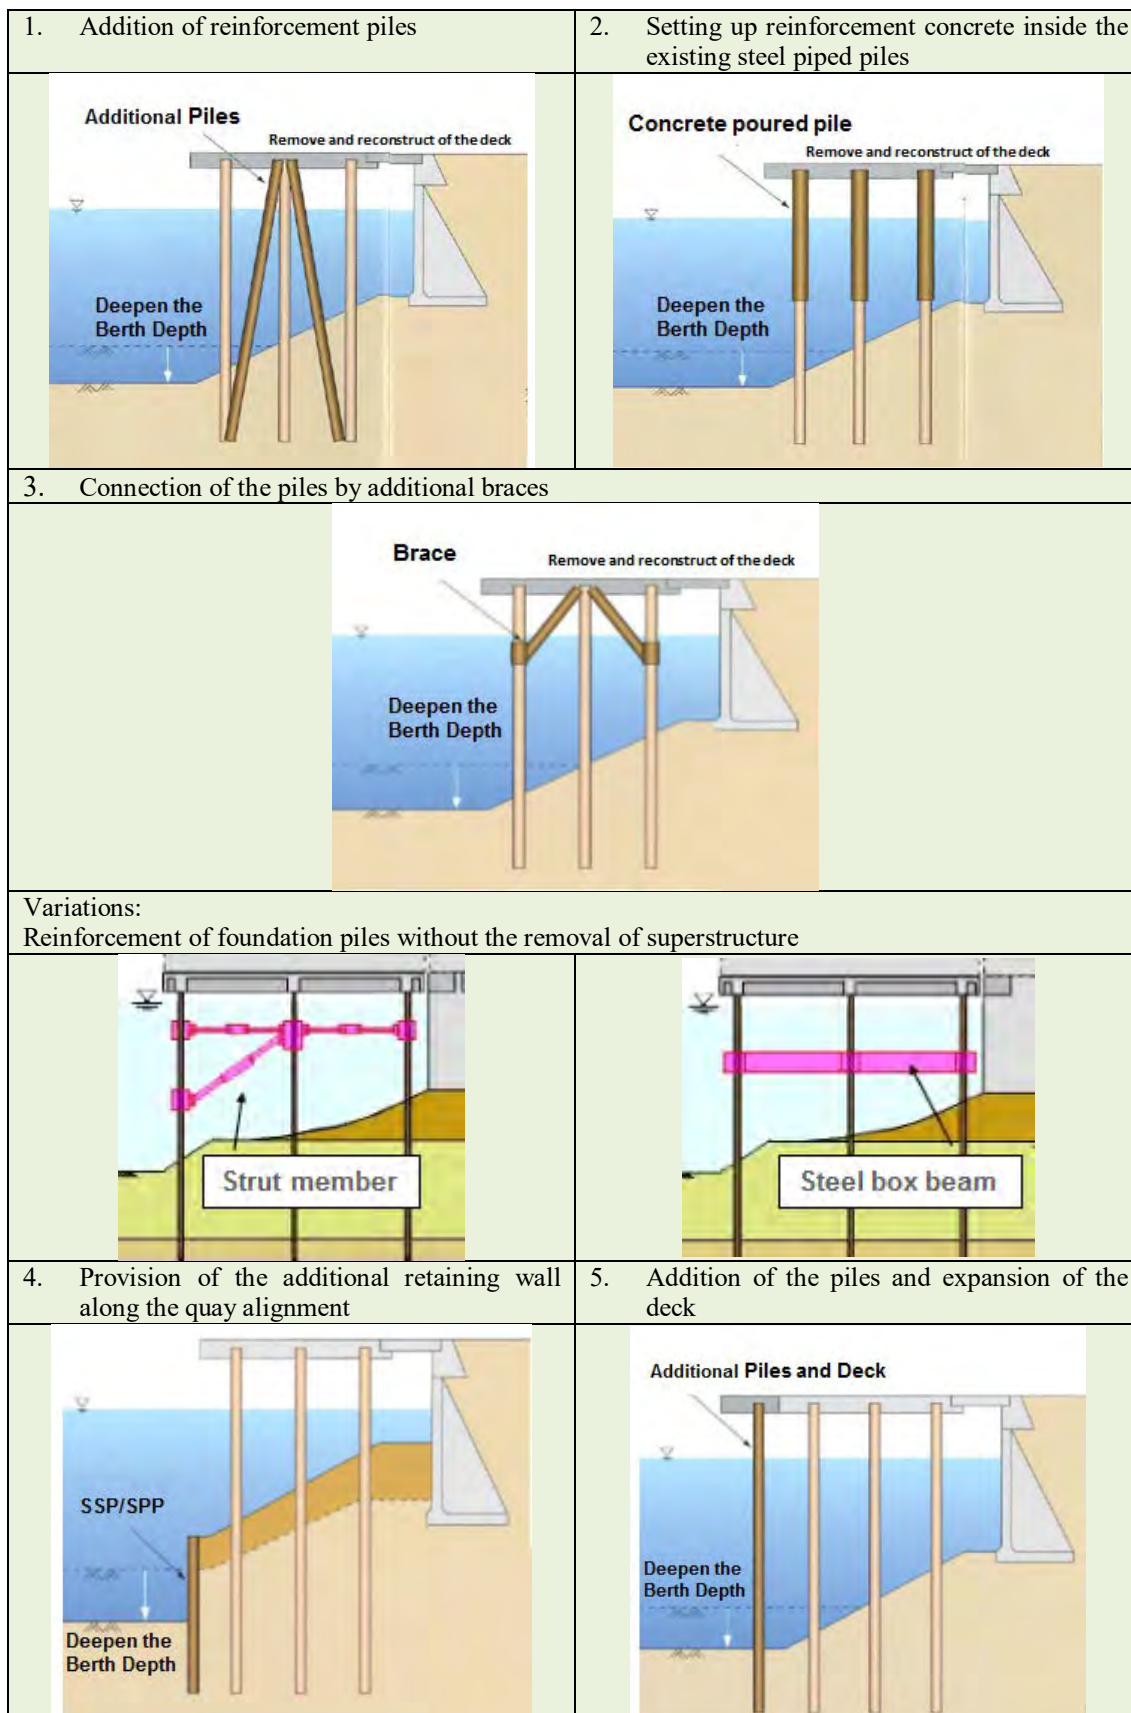 1. Addition of reinforcement piles
2. Setting up reinforcement concrete inside the
existing steel piped piles
Additional Piles
Remove and reconstruct of the deck
Deepen the
Berth Depth
Concrete poured pile
Remove and reconstruct of the deck
Deepen the
Berth Depth
3. Connection of the piles by additional braces
Brace
Remove and reconstruct of the deck
Deepen the
Berth Depth
Variations:
Reinforcement of foundation piles without the removal of superstructure
Strut member
Steel box beam
4. Provision of the additional retaining wall
along the quay alignment
5. Addition of the piles and expansion of the
deck
SSP/SPP
Deepen the
Berth Depth
Additional Piles and Deck
Deepen the
Berth Depth